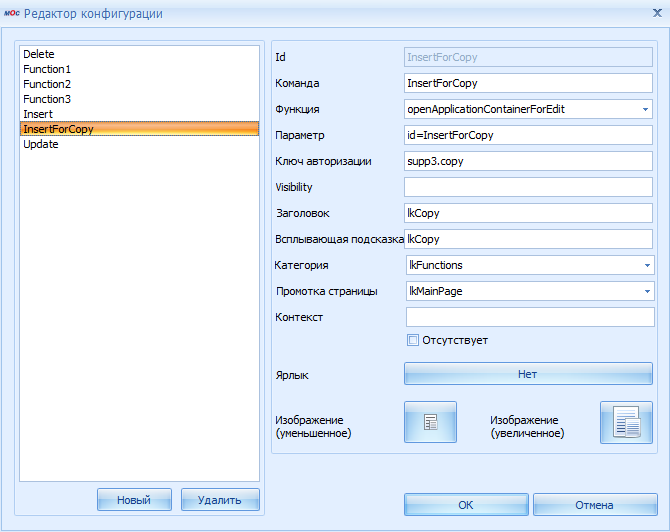 MOC Редактор конфигурации
Delete
Function1
Function2
Function3
Insert
InsertForCopy
Update
Новый
Удалить
Id InsertForCopy
Команда InsertForCopy
Функция openApplicationContainerForEdit
Параметр id=InsertForCopy
Ключ авторизации supp3.copy
Visibility
Заголовок lkCopy
Всплывающая подсказка lkCopy
Категория lkFunctions
Промотка страницы lkMainPage
Контекст
Отсутствует
Ярлык Нет
Изображение
(уменьшенное)
Изображение
(увеличенное)
ОК
Отмена